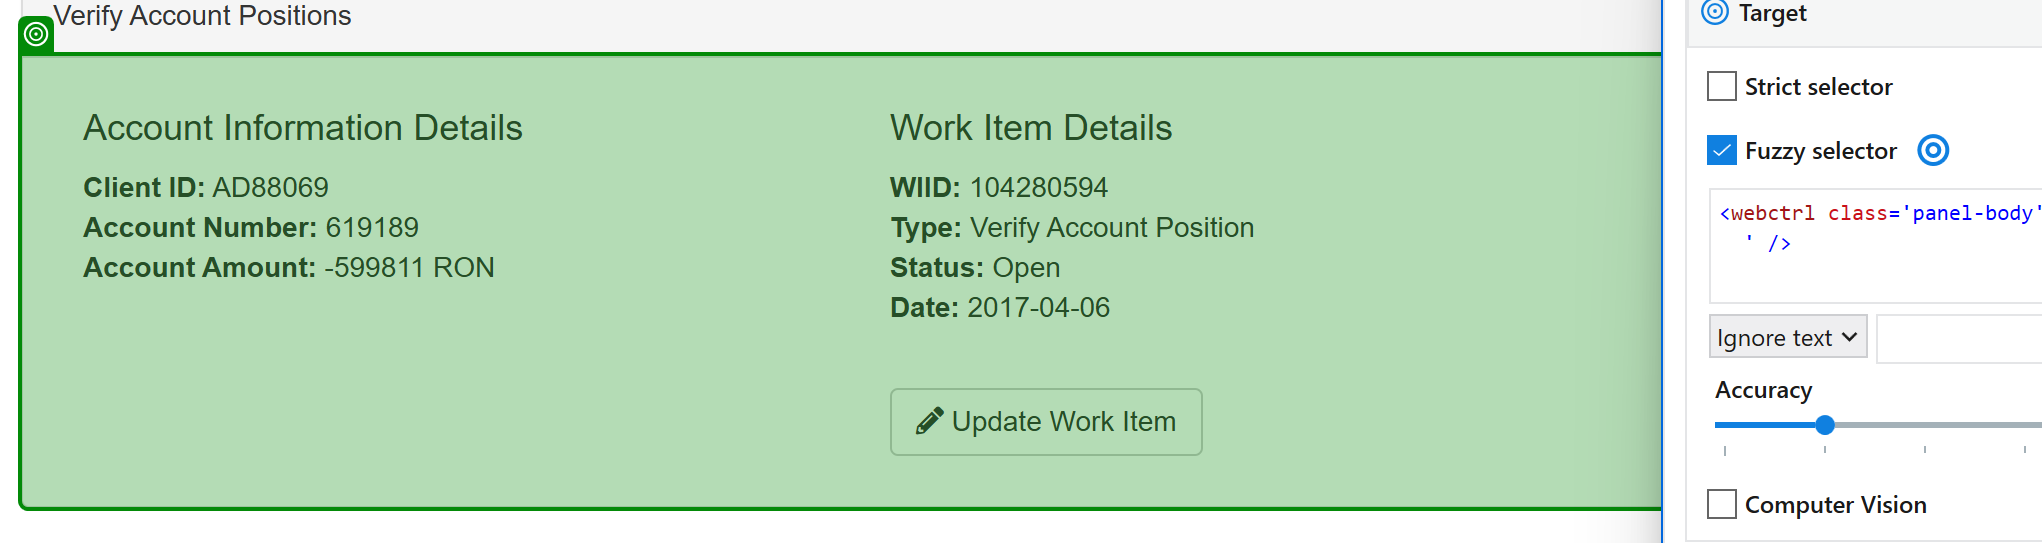 Verify Account Positions
Account Information Details
Client ID: AD88069
Account Number: 619189
Account Amount: -599811 RON
Work Item Details
WIID: 104280594
Type: Verify Account Position
Status: Open
Date: 2017-04-06
Update Work Item
Target
Strict selector
Fuzzy selector
<webctrl class='panel-body'
' />
Ignore text
Accuracy
Computer Vision